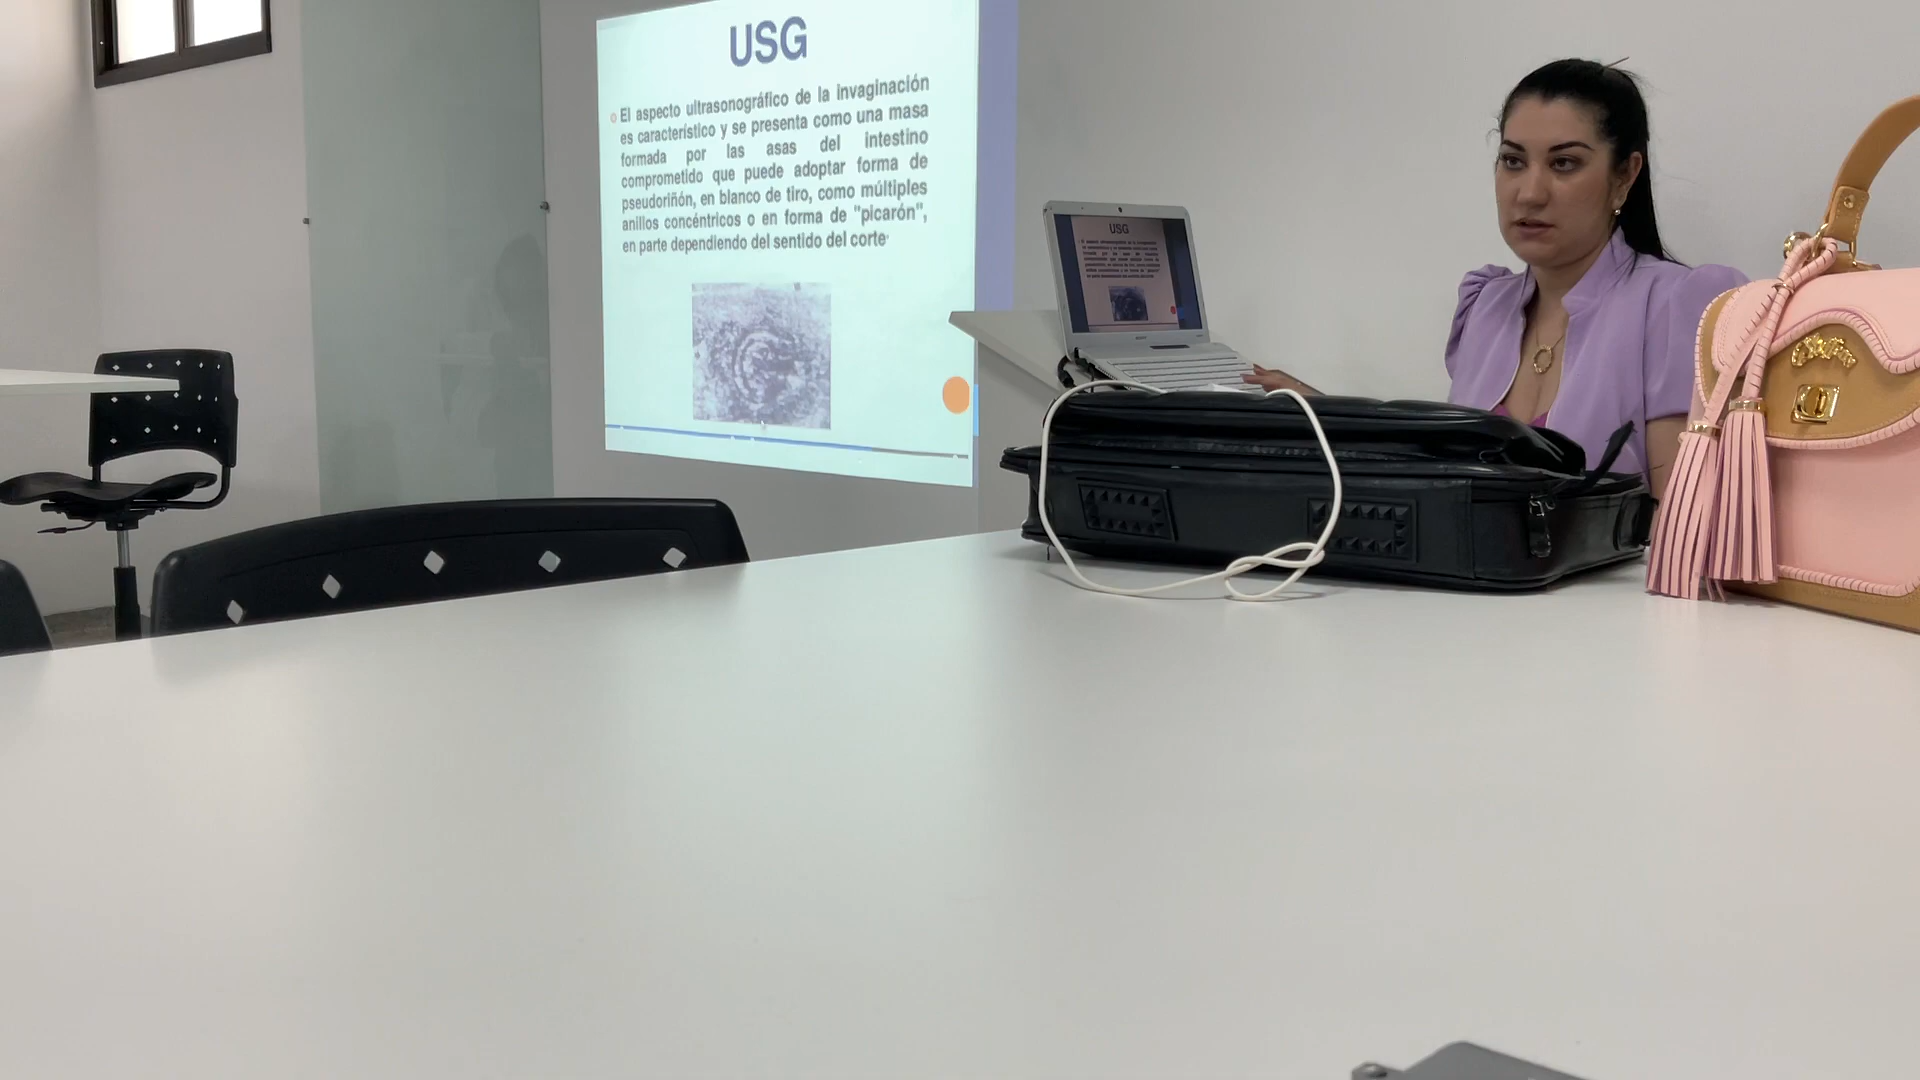 USG
El aspecto ultrasonográfico de la invaginación
es característico y se presenta como una masa
formada por las asas del intestino
comprometido que puede adoptar forma de
pseudoriñón, en blanco de tiro, como múltiples
anillos concéntricos o en forma de "picarón",
en parte dependiendo del sentido del corte
USG